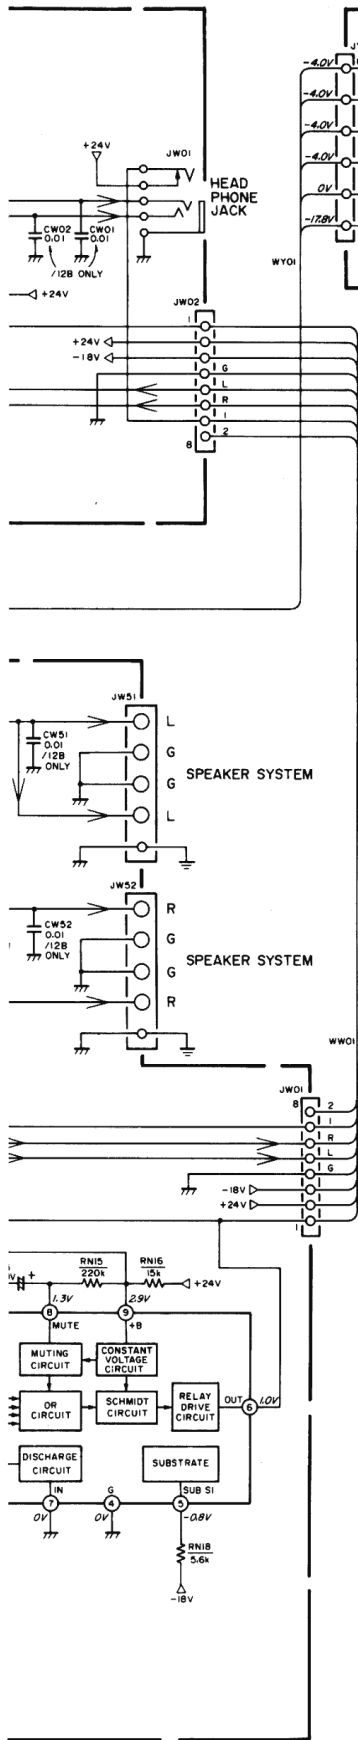 -4.0V
-4.0V
-4.0V
-4.0V
0V
-17.8V
WY01
+24V
JW01
HEAD
PHONE
JACK
CW02
0.01
CW01
0.01
/12B ONLY
+24V
JW02
1
+24V
-18V
G
L
R
1
2
8
JW51
L
CW51
0.01
/12B
ONLY
G
G
SPEAKER SYSTEM
L
JW52
R
CW52
0.01
/12B
ONLY
G
G
SPEAKER SYSTEM
R
WW01
JW01
8
2
1
R
L
G
-18V
+24V
1
+
RN15
220k
RN16
15k
+24V
1.3V
2.9V
8
9
MUTE
+B
MUTING
CIRCUIT
CONSTANT
VOLTAGE
CIRCUIT
OR
CIRCUIT
SCHMIDT
CIRCUIT
RELAY
DRIVE
CIRCUIT
OUT
6
1.0V
DISCHARGE
CIRCUIT
SUBSTRATE
IN
G
SUB SI
7
4
5
0V
0V
-0.8V
RN18
5.6k
-18V